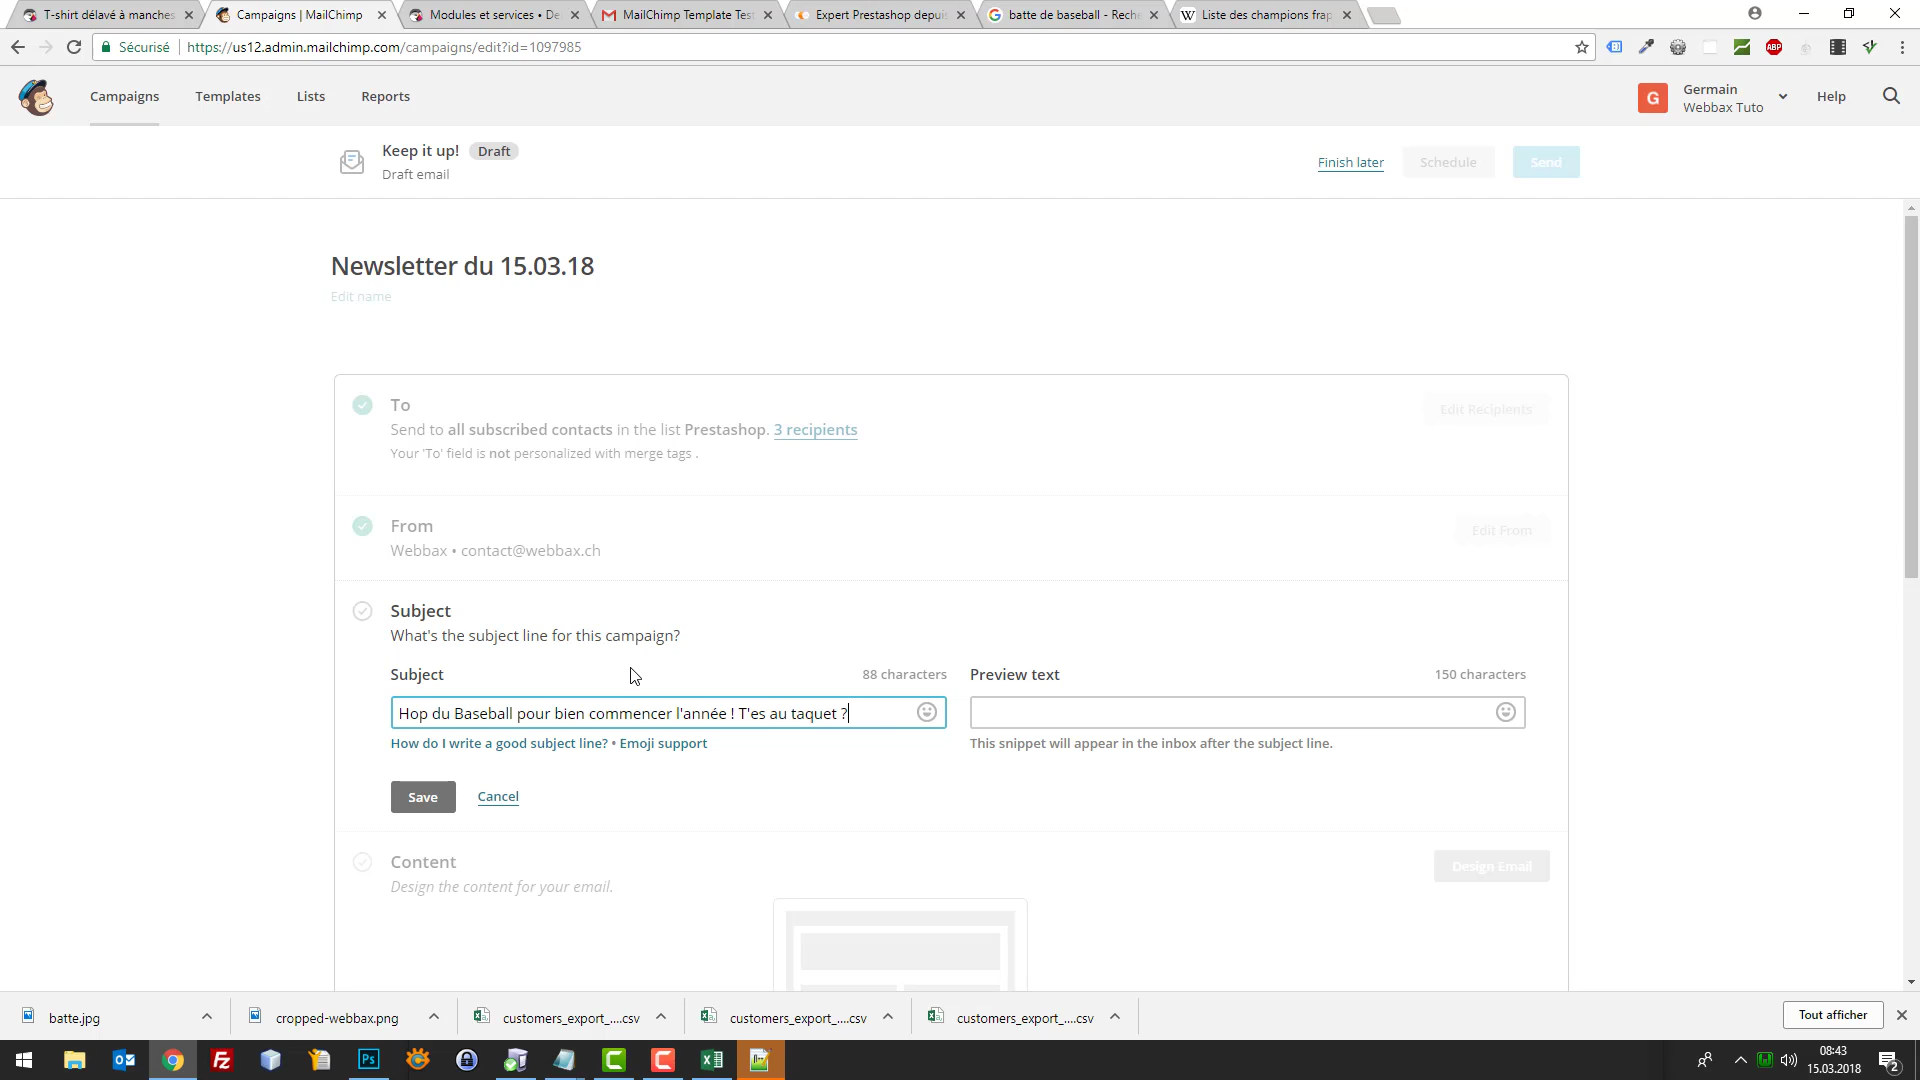 T-shirt délavé à manches
Campaigns | MailChimp
Modules et services • De
MailChimp Template Test
Expert Prestashop depui
batte de baseball - Rech
Liste des champions frap
Sécurisé
https://us12.admin.mailchimp.com/campaigns/edit?id=1097985
ABP
Campaigns
Templates
Lists
Reports
G
Germain
Webbax Tuto
Help
Keep it up!
Draft
Draft email
Finish later
Schedule
Send
Newsletter du 15.03.18
Edit name
To
Send to all subscribed contacts in the list Prestashop. 3 recipients
Your 'To' field is not personalized with merge tags .
Edit Recipients
From
Webbax • contact@webbax.ch
Edit From
Subject
What's the subject line for this campaign?
Subject
88 characters
Hop du Baseball pour bien commencer l'année ! T'es au taquet ?
How do I write a good subject line? • Emoji support
Preview text
150 characters
This snippet will appear in the inbox after the subject line.
Save
Cancel
Content
Design the content for your email.
Design Email
batte.jpg
cropped-webbax.png
customers_export_....csv
customers_export_....csv
customers_export_....csv
Tout afficher
08:43
15.03.2018
2